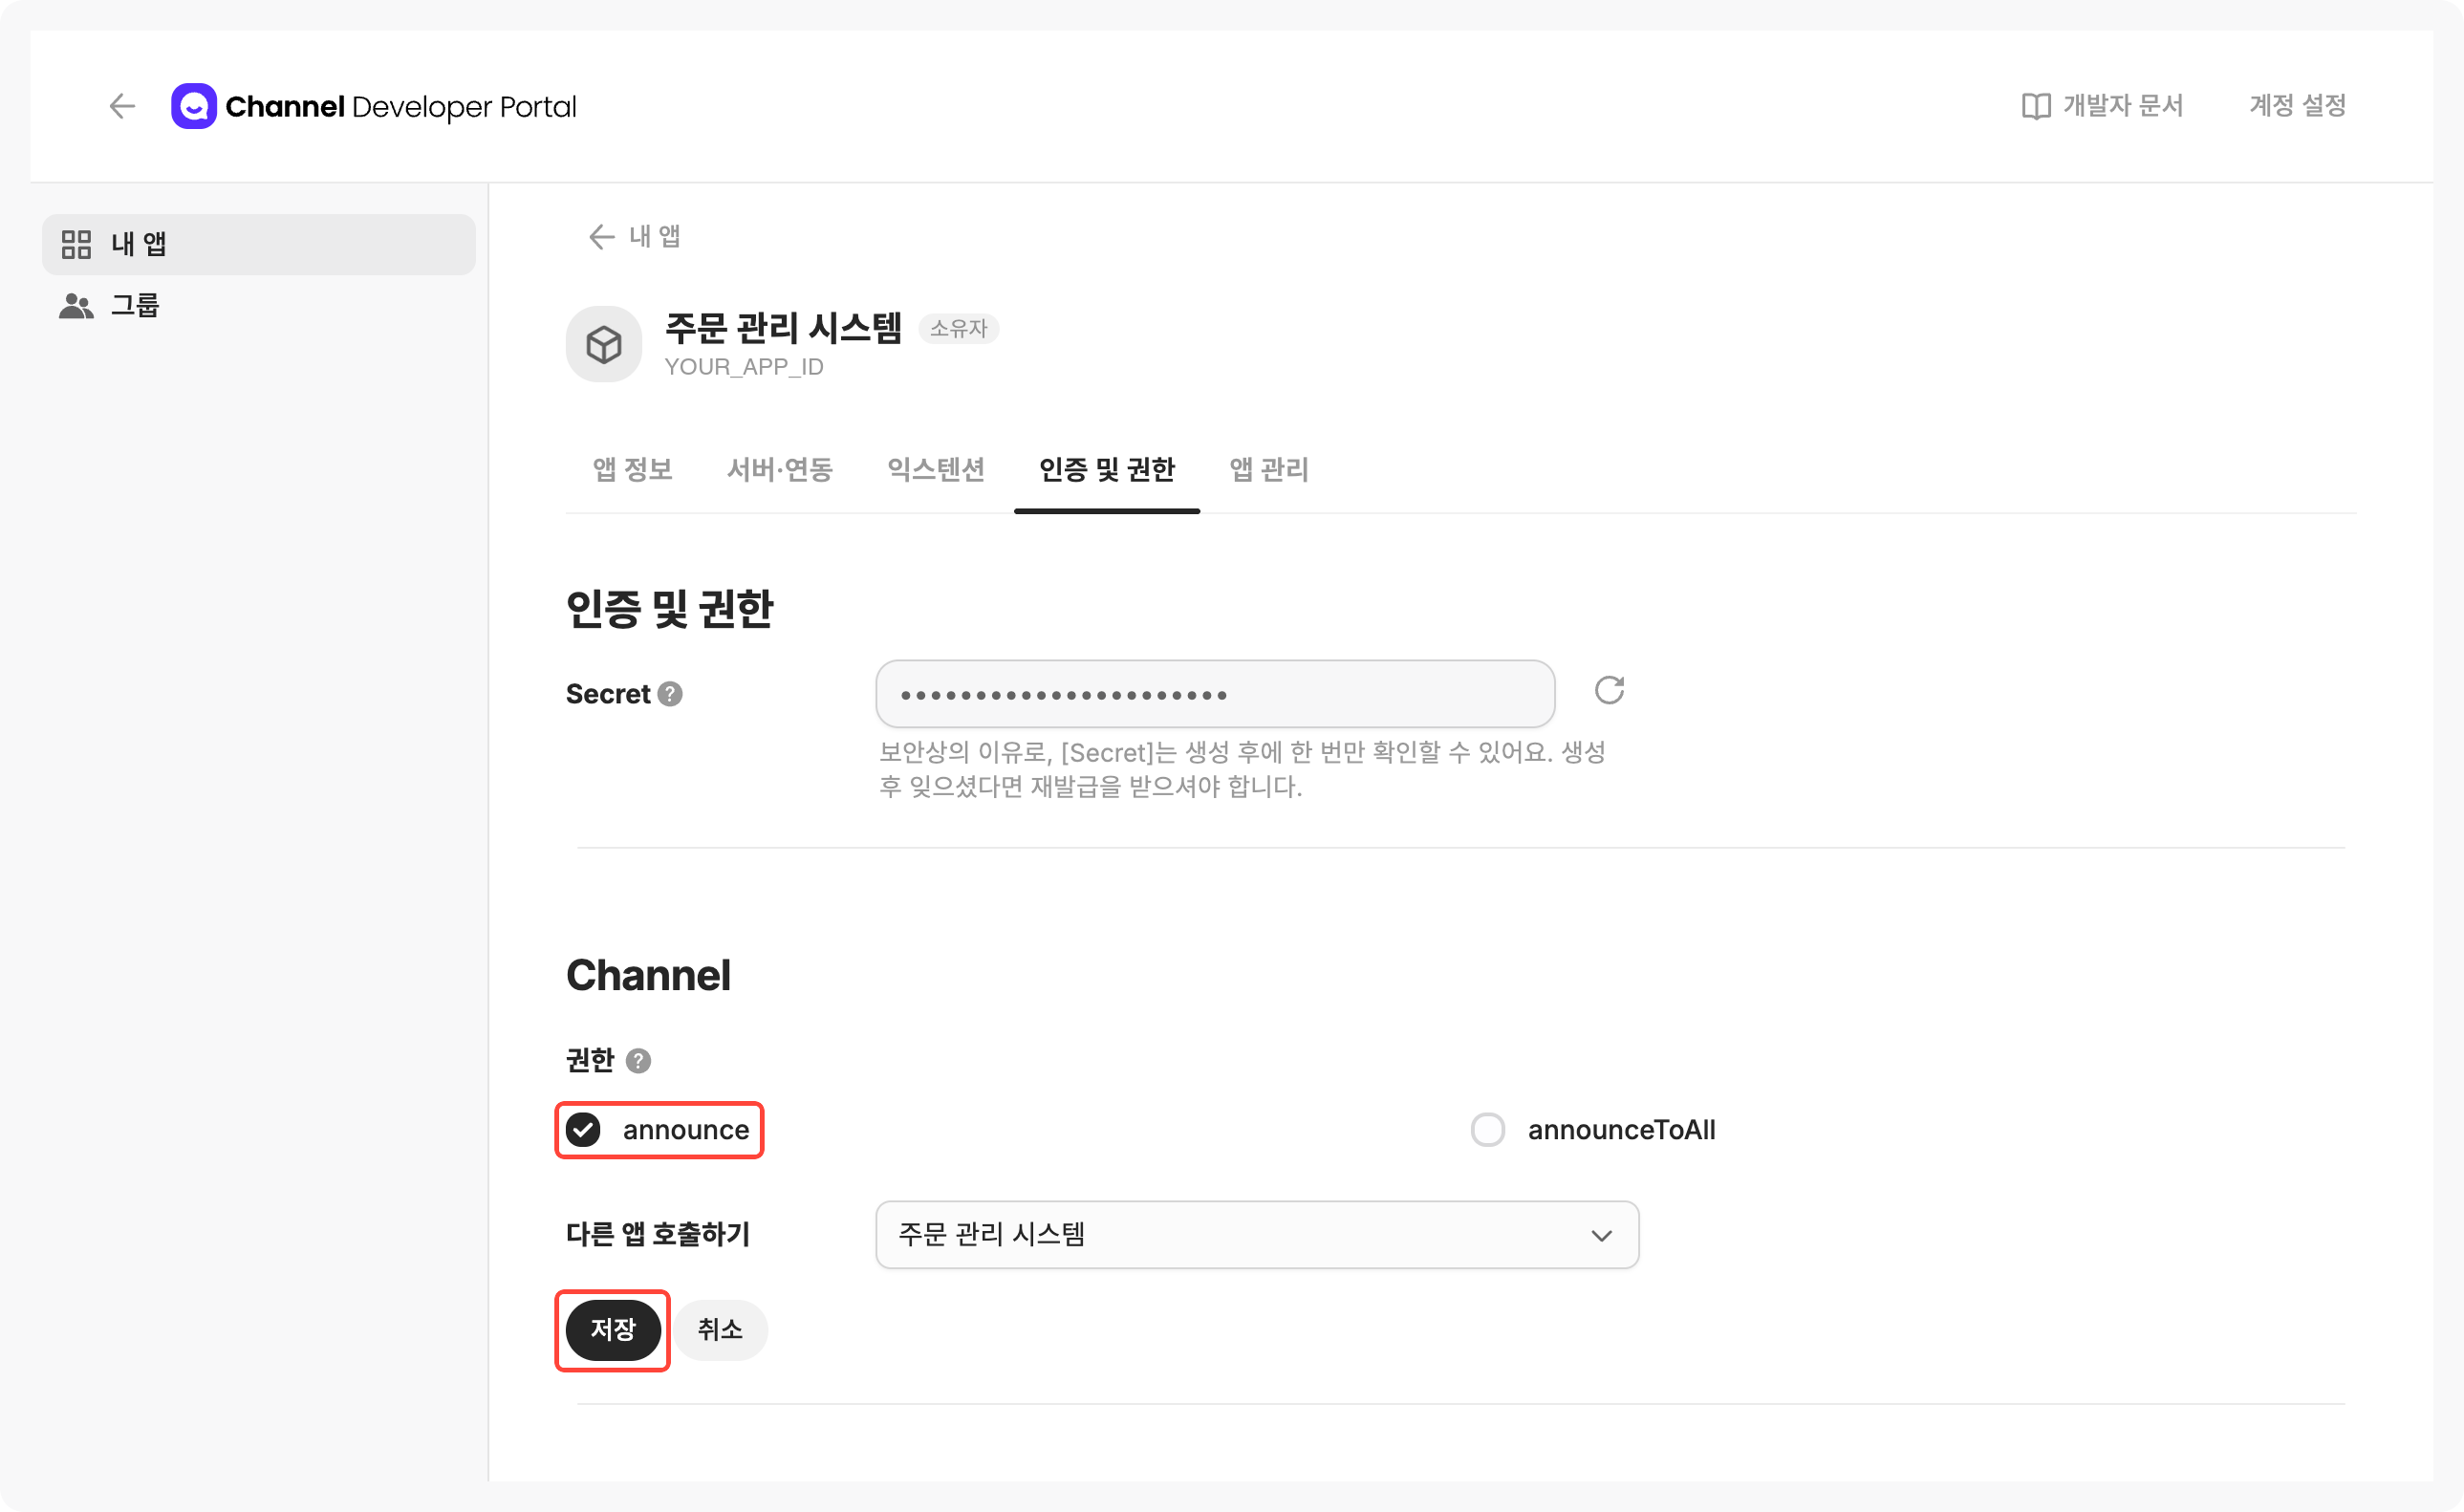 Channel Developer Portal
개발자 문서
계정 설정
내 앱
그룹
내 앱
주문 관리 시스템
소유자
YOUR_APP_ID
앱 정보
서버·연동
익스텐션
인증 및 권한
앱 관리
인증 및 권한
Secret
보안상의 이유로, [Secret]는 생성 후에 한 번만 확인할 수 있어요. 생성
후 잊으셨다면 재발급을 받으셔야 합니다.
Channel
권한
announce
announceToAll
다른 앱 호출하기
주문 관리 시스템
저장
취소